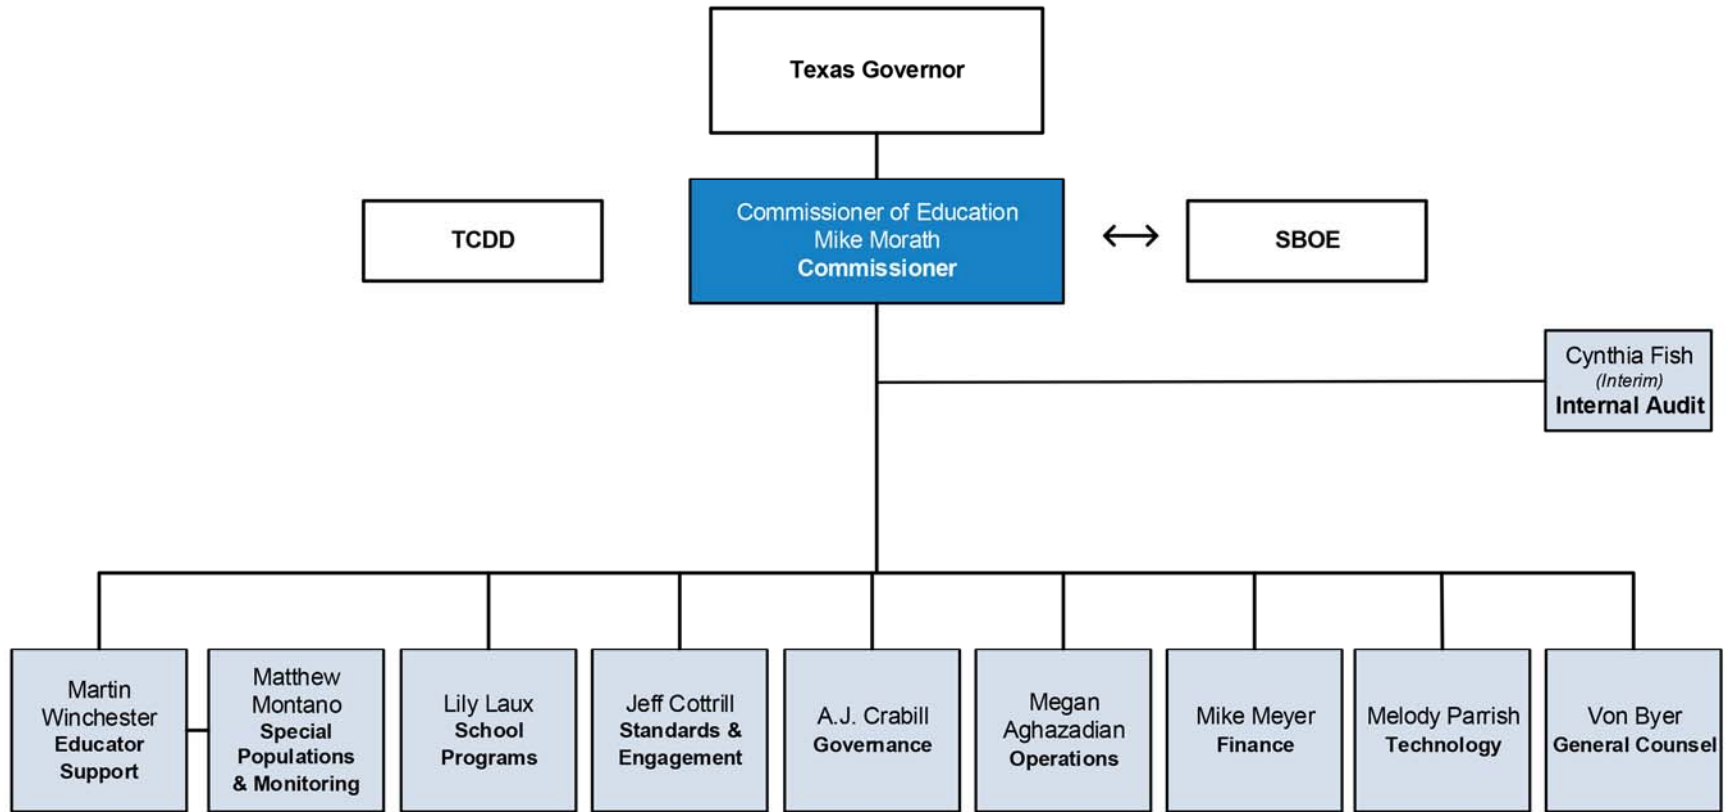 Texas Governor
TCDD
Commissioner of Education
Mike Morath
Commissioner
SBOE
Cynthia Fish
(Interim)
Internal Audit
Martin
Winchester
Educator
Support
Matthew
Montano
Special
Populations
& Monitoring
Lily Laux
School
Programs
Jeff Cottrill
Standards &
Engagement
A.J. Crabill
Governance
Megan
Aghazadian
Operations
Mike Meyer
Finance
Melody Parrish
Technology
Von Byer
General Counsel